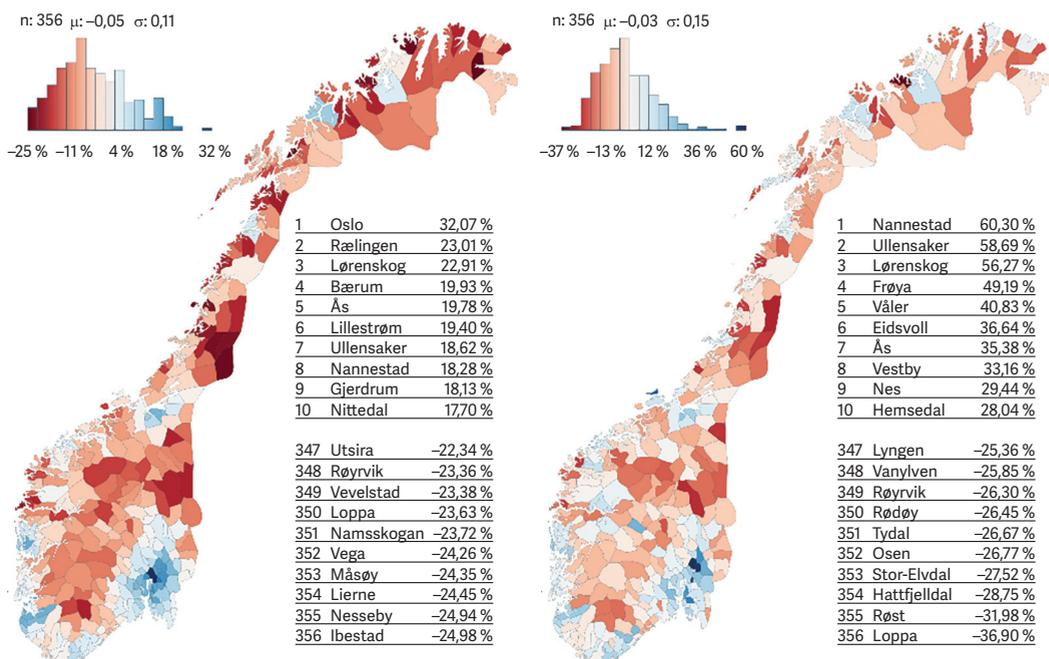 n: 356 μ: –0,05 σ: 0,11
–25 % –11 % 4 % 18 % 32 %
1 Oslo 32,07 %
2 Rælingen 23,01 %
3 Lørenskog 22,91 %
4 Bærum 19,93 %
5 Ås 19,78 %
6 Lillestrøm 19,40 %
7 Ullensaker 18,62 %
8 Nannestad 18,28 %
9 Gjerdrum 18,13 %
10 Nittedal 17,70 %
347 Utsira –22,34 %
348 Røyrvik –23,36 %
349 Vevelstad –23,38 %
350 Loppa –23,63 %
351 Namsskogan –23,72 %
352 Vega –24,26 %
353 Måsøy –24,35 %
354 Lierne –24,45 %
355 Nesseby –24,94 %
356 Ibestad –24,98 %
n: 356 μ: –0,03 σ: 0,15
–37 % –13 % 12 % 36 % 60 %
1 Nannestad 60,30 %
2 Ullensaker 58,69 %
3 Lørenskog 56,27 %
4 Frøya 49,19 %
5 Våler 40,83 %
6 Eidsvoll 36,64 %
7 Ås 35,38 %
8 Vestby 33,16 %
9 Nes 29,44 %
10 Hemsedal 28,04 %
347 Lyngen –25,36 %
348 Vanylven –25,85 %
349 Røyrvik –26,30 %
350 Rødøy –26,45 %
351 Tydal –26,67 %
352 Osen –26,77 %
353 Stor-Elvdal –27,52 %
354 Hattfjelldal –28,75 %
355 Røst –31,98 %
356 Loppa –36,90 %